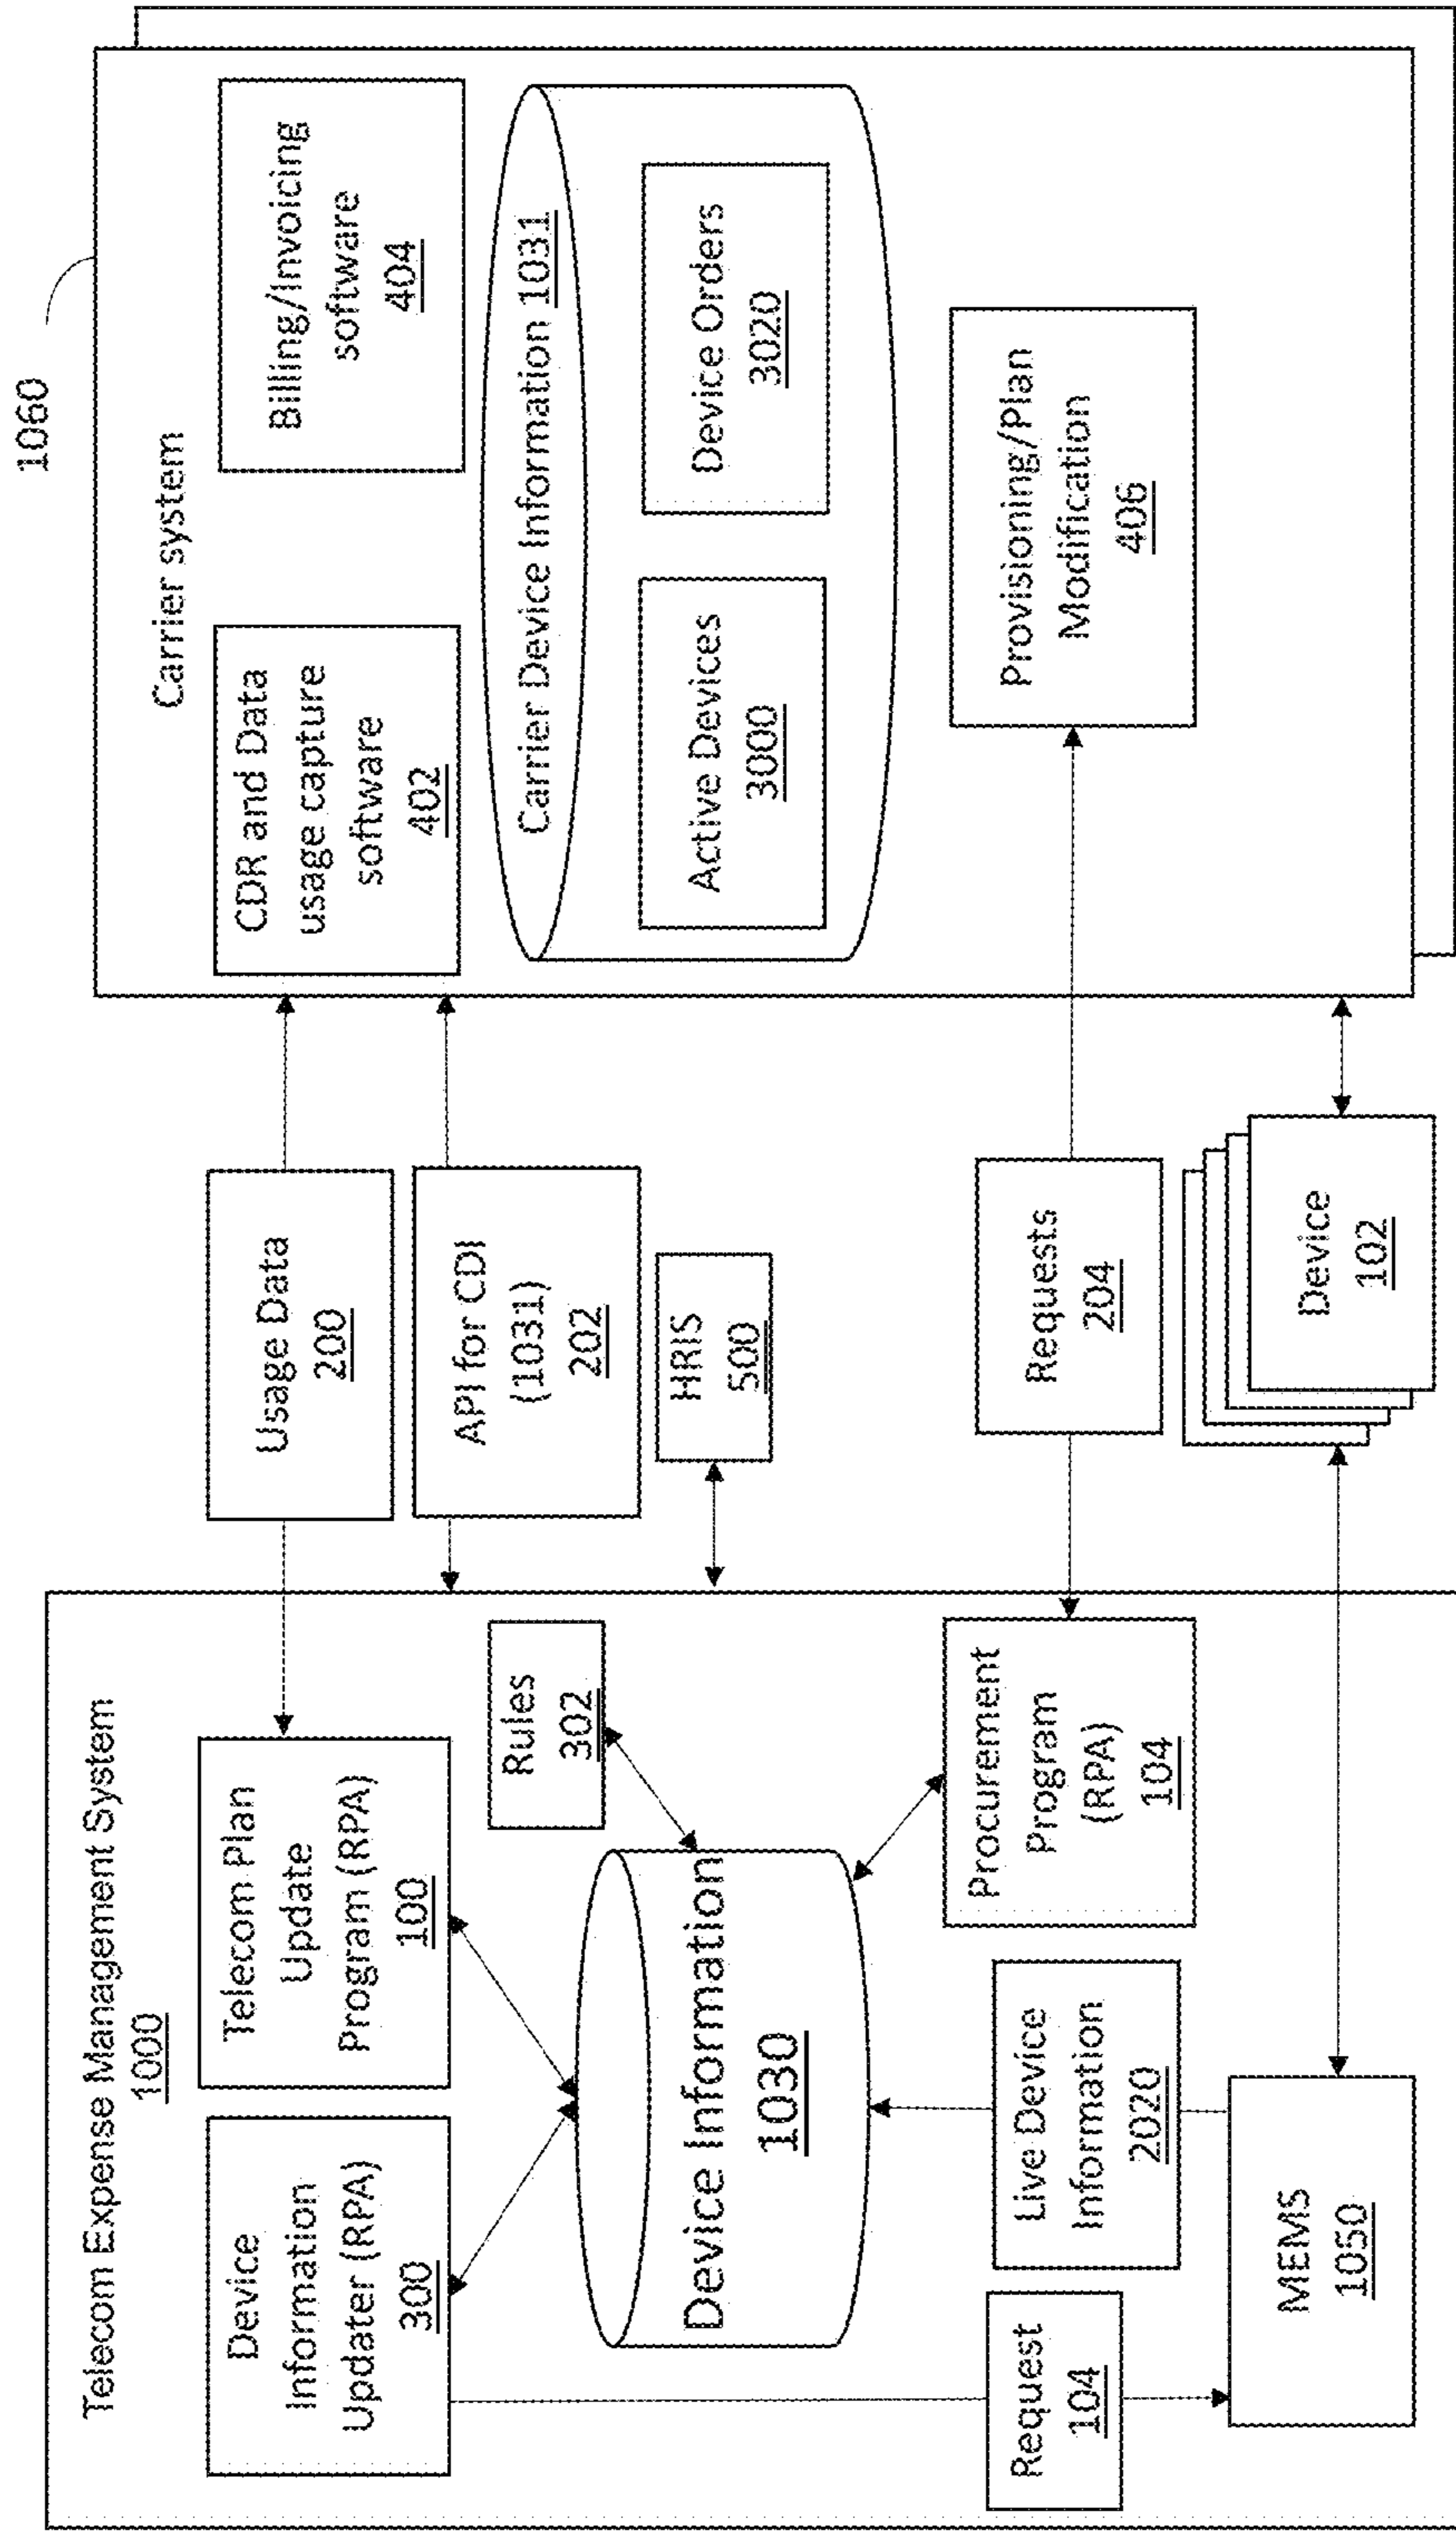 Telecom Expense Management System
1000
Device
Information
Updater (RPA)
300
Telecom Plan
Update
Program (RPA)
100
Rules
302
Device Information
1030
Request
104
Live Device
Information
2020
Procurement
Program
(RPA)
104
MEMS
1050
Usage Data
200
API for CDI
(1031)
202
HRIS
500
Requests
204
Device
102
1060
Carrier system
CDR and Data
usage capture
software
402
Billing/Invoicing
software
404
Carrier Device Information 1031
Active Devices
3000
Device Orders
3020
Provisioning/Plan
Modification
406